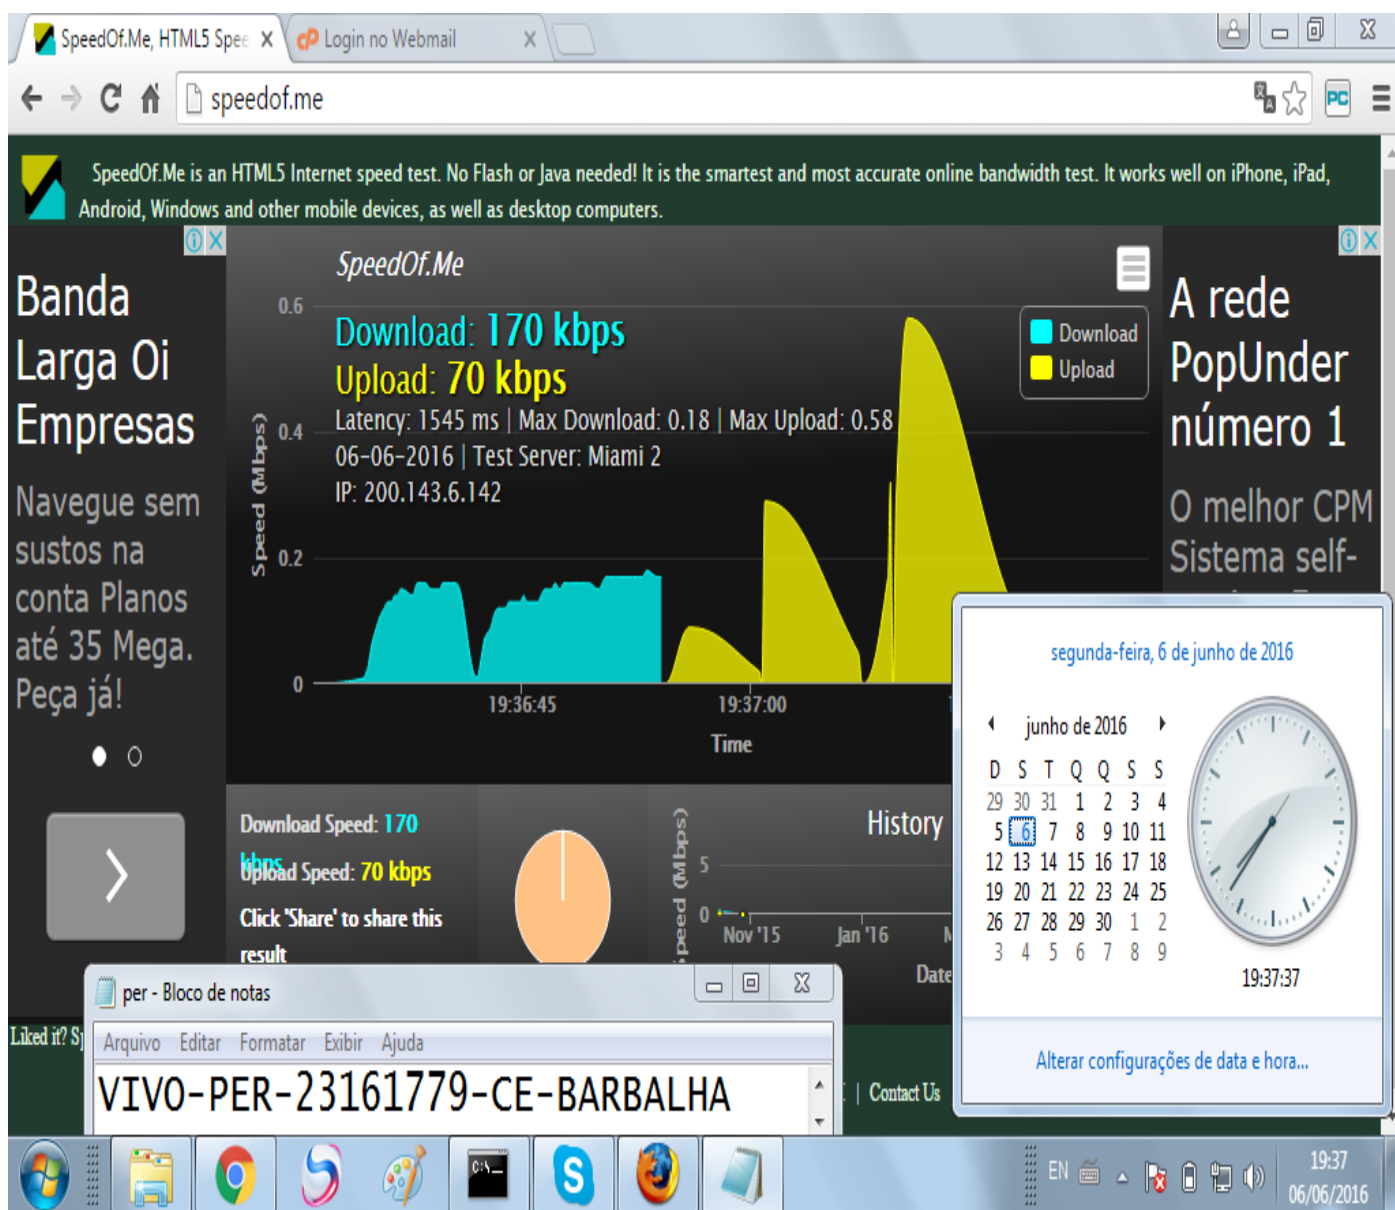 SpeedOf.Me, HTML5 Spee
Login no Webmail
speedof.me
PC
SpeedOf.Me is an HTML5 Internet speed test. No Flash or Java needed! It is the smartest and most accurate online bandwidth test. It works well on iPhone, iPad,
Android, Windows and other mobile devices, as well as desktop computers.
Banda
Larga Oi
Empresas
Navegue sem
sustos na
conta Planos
até 35 Mega.
Peça já!
SpeedOf.Me
Download: 170 kbps
Upload: 70 kbps
Latency: 1545 ms | Max Download: 0.18 | Max Upload: 0.58
06-06-2016 | Test Server: Miami 2
IP: 200.143.6.142
Download
Upload
Speed (Mbps)
0.6
0.4
0.2
0
19:36:45
19:37:00
Time
A rede
PopUnder
número 1
O melhor CPM
Sistema self-
Download Speed: 170
kbps
Upload Speed: 70 kbps
Click 'Share' to share this
result
History
Speed (Mbps)
5
0
Nov '15
Jan '16
Date
Liked it?
Contact Us
per - Bloco de notas
Arquivo Editar Formatar Exibir Ajuda
VIVO-PER-23161779-CE-BARBALHA
segunda-feira, 6 de junho de 2016
junho de 2016
D S T Q Q S S
29 30 31 1 2 3 4
5 6 7 8 9 10 11
12 13 14 15 16 17 18
19 20 21 22 23 24 25
26 27 28 29 30 1 2
3 4 5 6 7 8 9
19:37:37
Alterar configurações de data e hora...
EN
19:37
06/06/2016